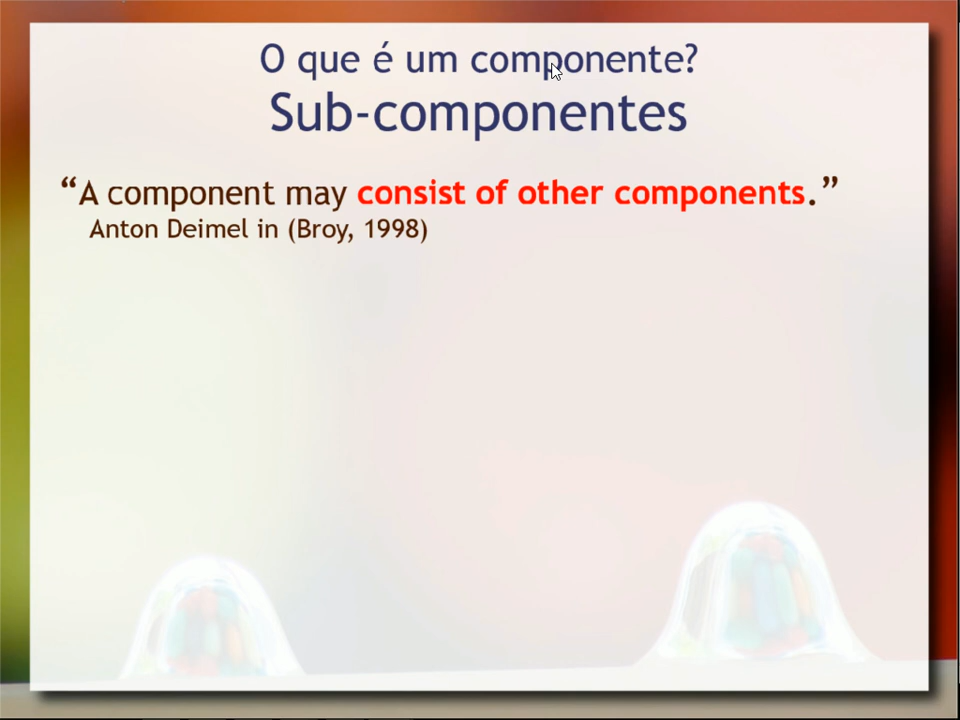 O que é um componente?
Sub-componentes
“A component may consist of other components.”
Anton Deimel in (Broy, 1998)